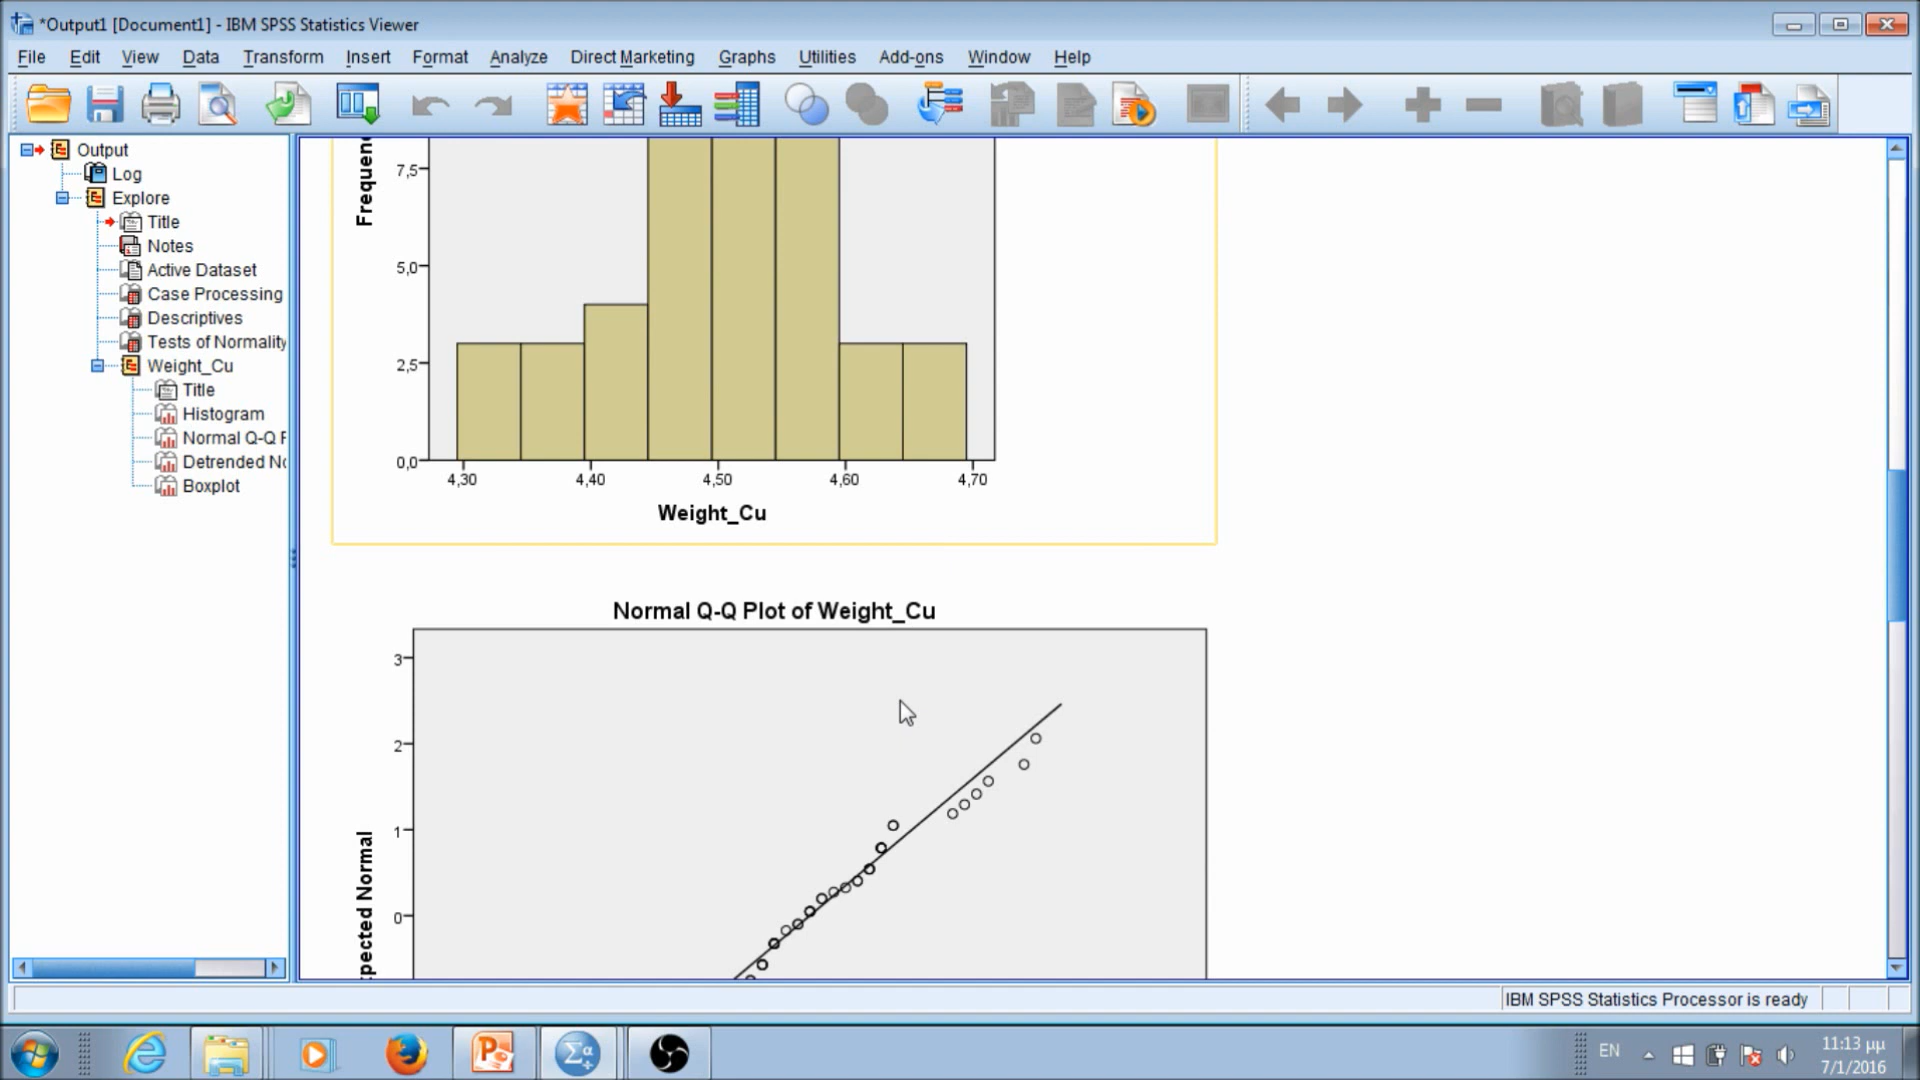 *Output1 [Document1] - IBM SPSS Statistics Viewer
File Edit View Data Transform Insert Format Analyze Direct Marketing Graphs Utilities Add-ons Window Help
Output
Log
Explore
Title
Notes
Active Dataset
Case Processing
Descriptives
Tests of Normality
Weight_Cu
Title
Histogram
Normal Q-Q P
Detrended No
Boxplot
Frequen
7,5
5,0
2,5
0,0
4,30 4,40 4,50 4,60 4,70
Weight_Cu
Normal Q-Q Plot of Weight_Cu
3
2
1
0
pected Normal
IBM SPSS Statistics Processor is ready
EN
11:13 μμ
7/1/2016